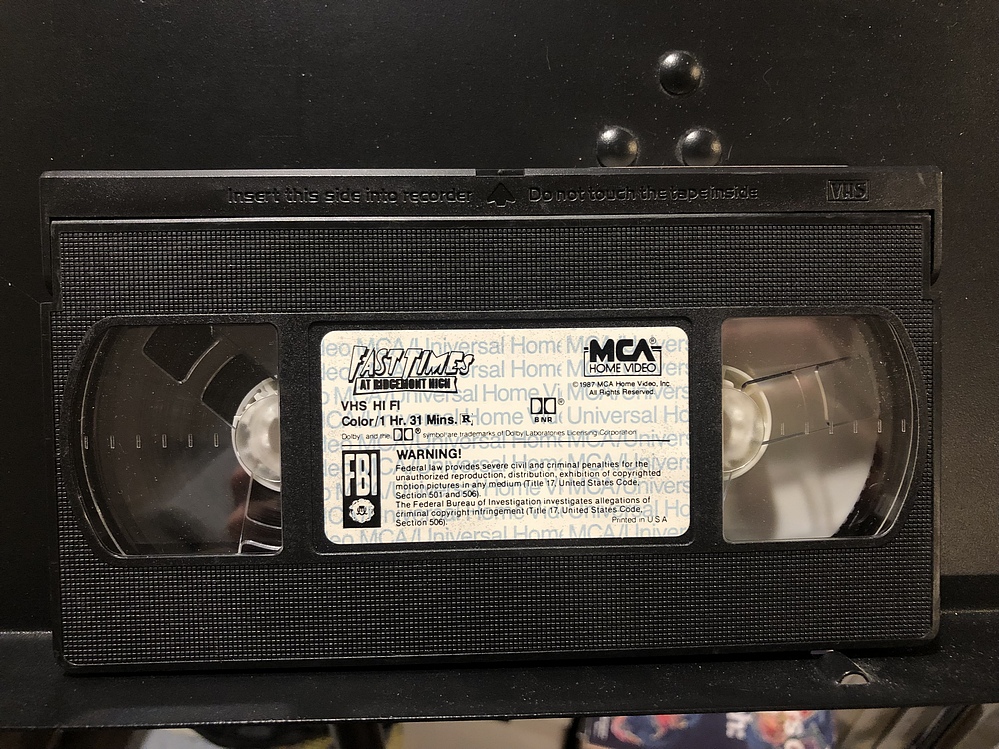 Insert this side into recorder Do not touch the tape inside VHS
FAST TIMES
AT RIDGEMONT HIGH
MCA®
HOME VIDEO
©1987 MCA Home Video, Inc.
All Rights Reserved.
VHS HI FI
Color/1 Hr. 31 Mins. R
®
BNR
Dolby and the ® symbol are trademarks of Dolby Laboratories Licensing Corporation
FBI
WARNING!
Federal law provides severe civil and criminal penalties for the
unauthorized reproduction, distribution, exhibition of copyrighted
motion pictures in any medium (Title 17, United States Code,
Section 501 and 506).
The Federal Bureau of Investigation investigates allegations of
criminal copyright infringement (Title 17, United States Code,
Section 506).
Printed in U S A